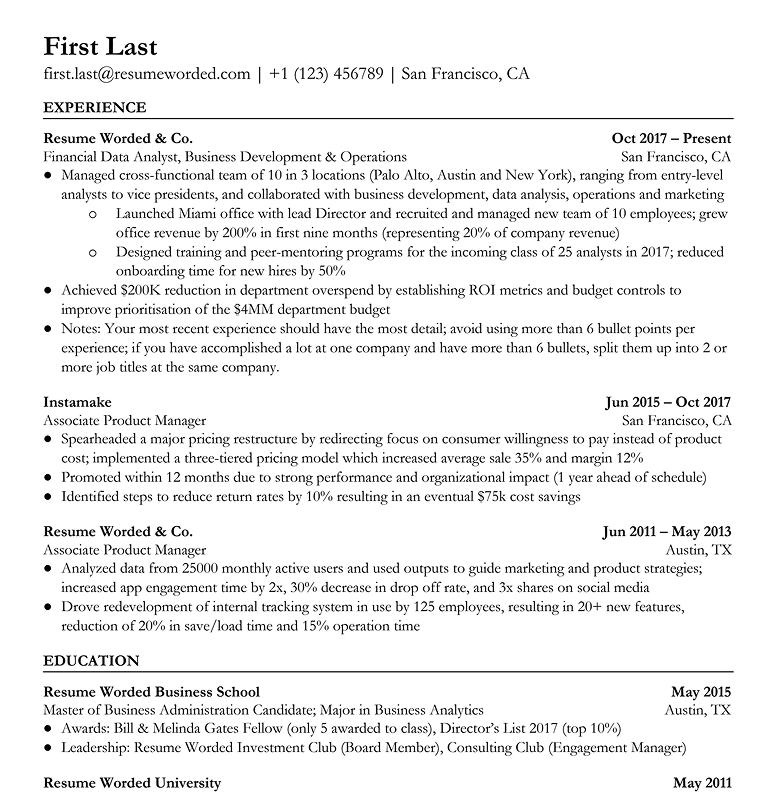 First Last
first.last@resumeworded.com | +1 (123) 456789 | San Francisco, CA
EXPERIENCE
Resume Worded & Co. Oct 2017 – Present
Financial Data Analyst, Business Development & Operations San Francisco, CA
● Managed cross-functional team of 10 in 3 locations (Palo Alto, Austin and New York), ranging from entry-level
analysts to vice presidents, and collaborated with business development, data analysis, operations and marketing
o Launched Miami office with lead Director and recruited and managed new team of 10 employees; grew
office revenue by 200% in first nine months (representing 20% of company revenue)
o Designed training and peer-mentoring programs for the incoming class of 25 analysts in 2017; reduced
onboarding time for new hires by 50%
● Achieved $200K reduction in department overspend by establishing ROI metrics and budget controls to
improve prioritisation of the $4MM department budget
● Notes: Your most recent experience should have the most detail; avoid using more than 6 bullet points per
experience; if you have accomplished a lot at one company and have more than 6 bullets, split them up into 2 or
more job titles at the same company.
Instamake Jun 2015 – Oct 2017
Associate Product Manager San Francisco, CA
● Spearheaded a major pricing restructure by redirecting focus on consumer willingness to pay instead of product
cost; implemented a three-tiered pricing model which increased average sale 35% and margin 12%
● Promoted within 12 months due to strong performance and organizational impact (1 year ahead of schedule)
● Identified steps to reduce return rates by 10% resulting in an eventual $75k cost savings
Resume Worded & Co. Jun 2011 – May 2013
Associate Product Manager Austin, TX
● Analyzed data from 25000 monthly active users and used outputs to guide marketing and product strategies;
increased app engagement time by 2x, 30% decrease in drop off rate, and 3x shares on social media
● Drove redevelopment of internal tracking system in use by 125 employees, resulting in 20+ new features,
reduction of 20% in save/load time and 15% operation time
EDUCATION
Resume Worded Business School May 2015
Master of Business Administration Candidate; Major in Business Analytics Austin, TX
● Awards: Bill & Melinda Gates Fellow (only 5 awarded to class), Director’s List 2017 (top 10%)
● Leadership: Resume Worded Investment Club (Board Member), Consulting Club (Engagement Manager)
Resume Worded University May 2011